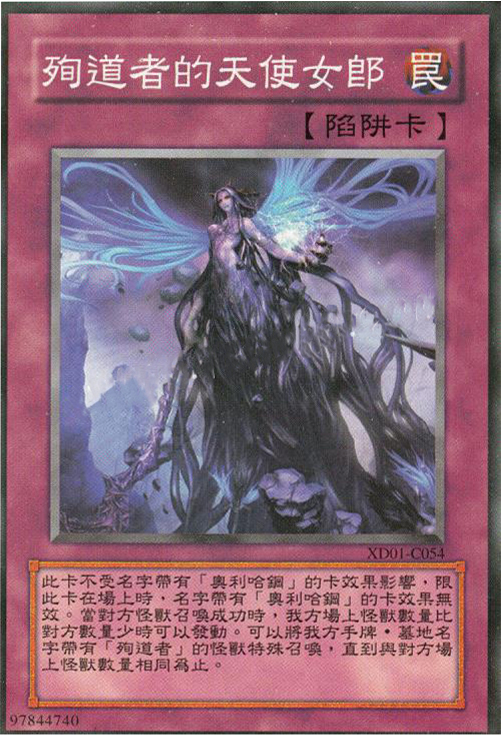 殉道者的天使女郎 罠
【陷阱卡】
XD01-C054
此卡不受名字帶有「奧利哈鋼」的卡效果影響，限
此卡在場上時，名字帶有「奧利哈鋼」的卡效果無
效。當對方怪獸召喚成功時，我方場上怪獸數量比
對方數量少時可以發動。可以將我方手牌・墓地名
字帶有「殉道者」的怪獸特殊召喚，直到與對方場
上怪獸數量相同為止。
97844740